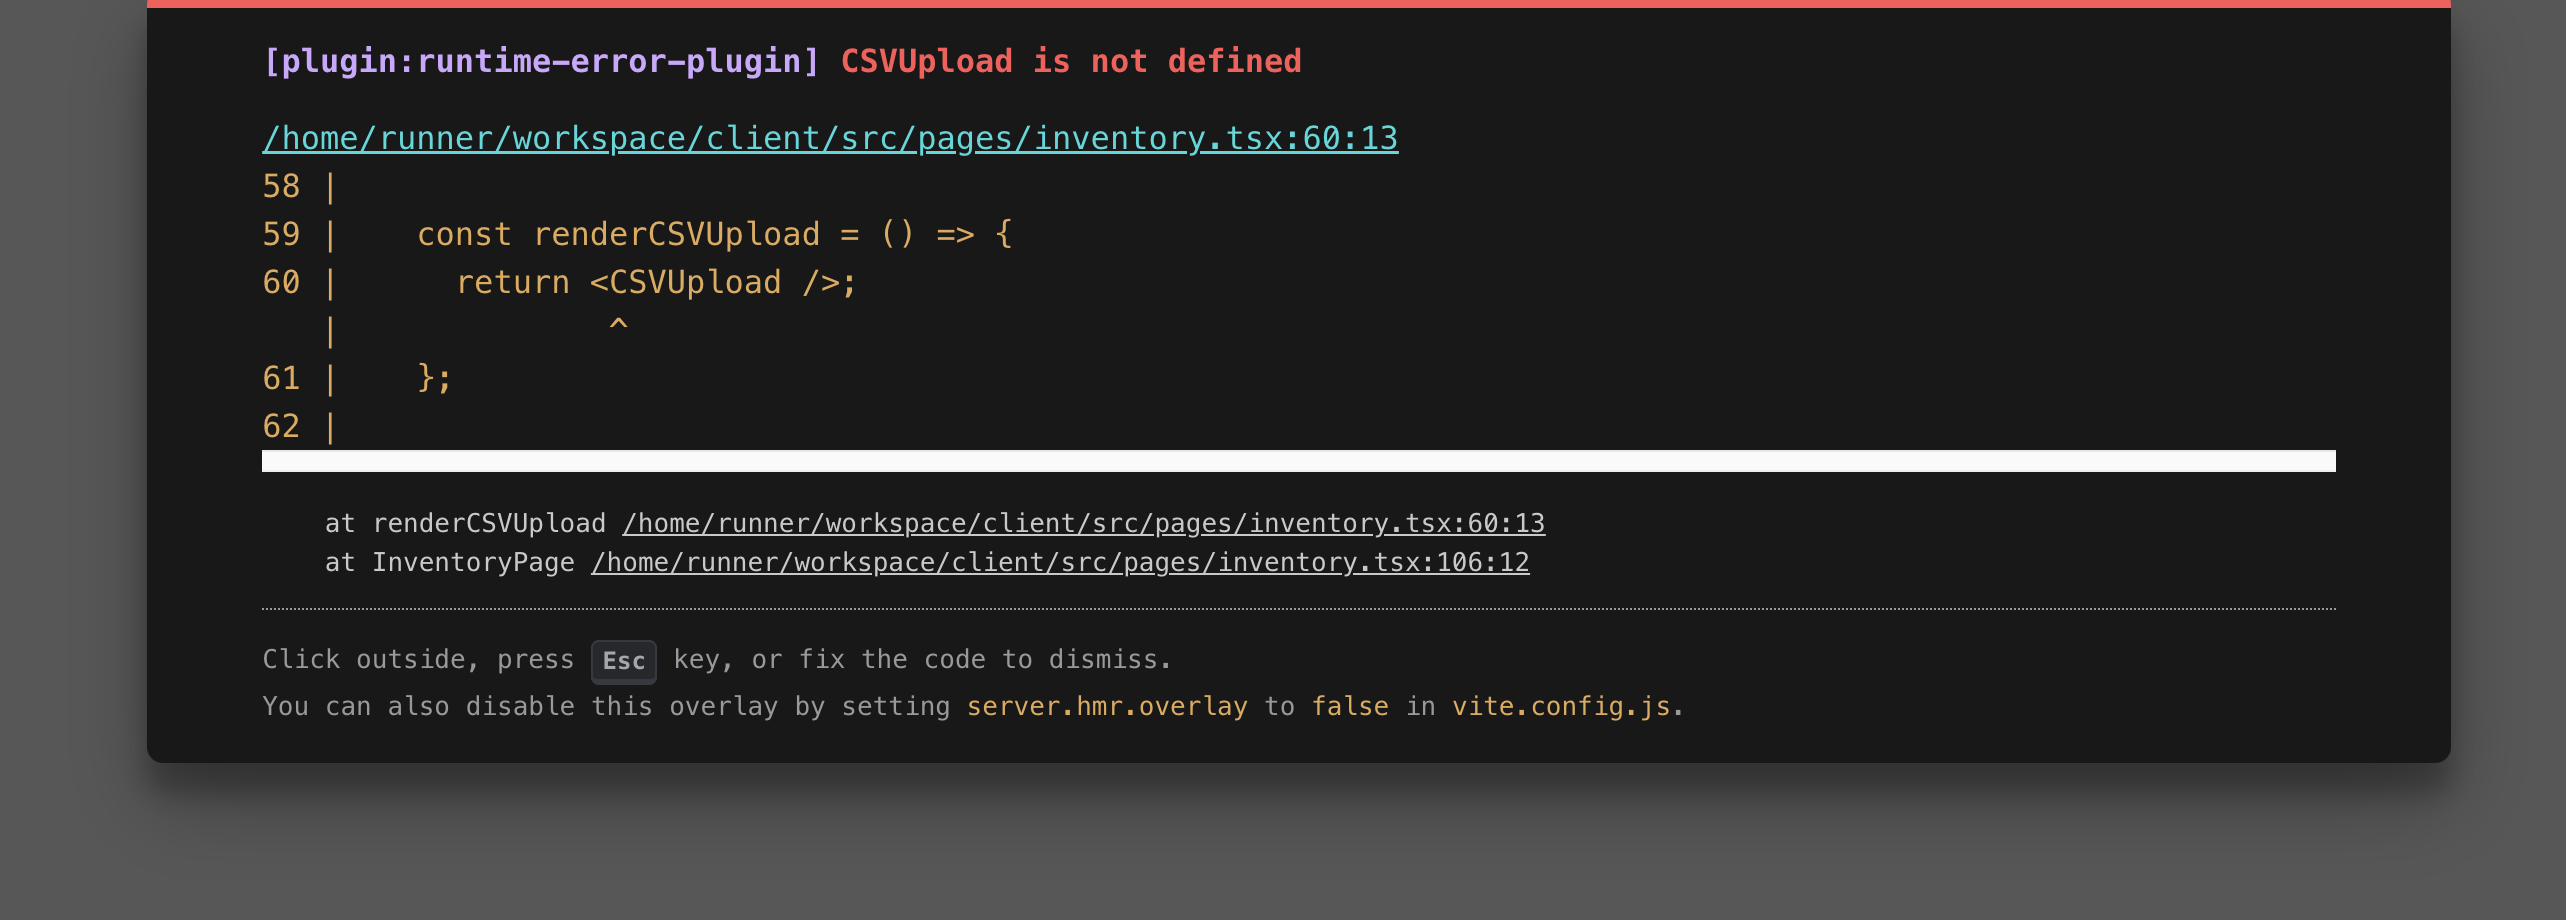 [plugin:runtime-error-plugin] CSVUpload is not defined
/home/runner/workspace/client/src/pages/inventory.tsx:60:13
58 |
59 |    const renderCSVUpload = () => {
60 |      return <CSVUpload />;
   |              ^
61 |    };
62 |
at renderCSVUpload /home/runner/workspace/client/src/pages/inventory.tsx:60:13
at InventoryPage /home/runner/workspace/client/src/pages/inventory.tsx:106:12
Click outside, press Esc key, or fix the code to dismiss.
You can also disable this overlay by setting server.hmr.overlay to false in vite.config.js.